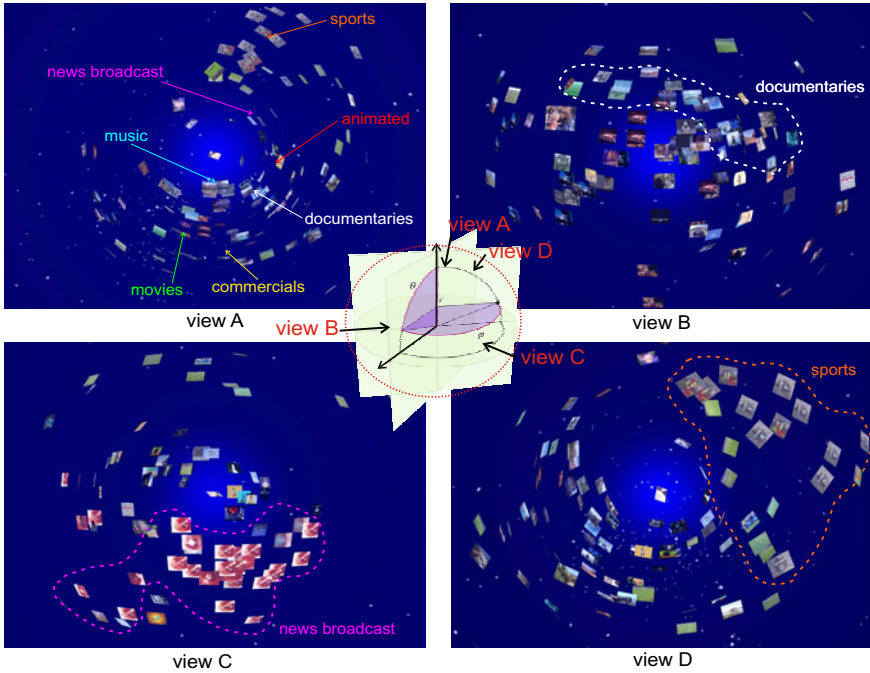 sports
news broadcast
animated
music
documentaries
commercials
movies
view A
documentaries
view B
view A
view D
view B
view C
θ
r
φ
news broadcast
view C
sports
view D